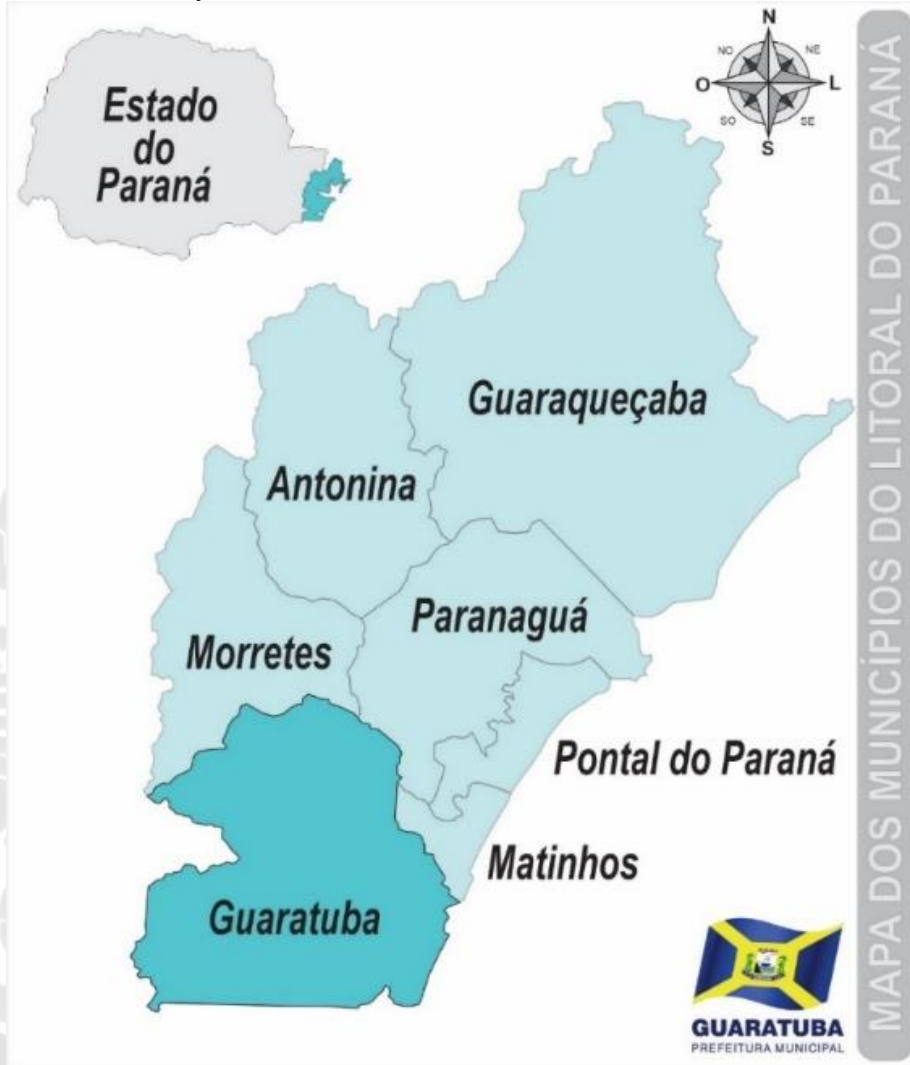 Estado
do
Paraná
N
NO
NE
O
L
SO
SE
S
Guaraqueçaba
Antonina
Paranaguá
Morretes
Pontal do Paraná
Matinhos
Guaratuba
GUARATUBA
PREFEITURA MUNICIPAL
MAPA DOS MUNICÍPIOS DO LITORAL DO PARANÁ